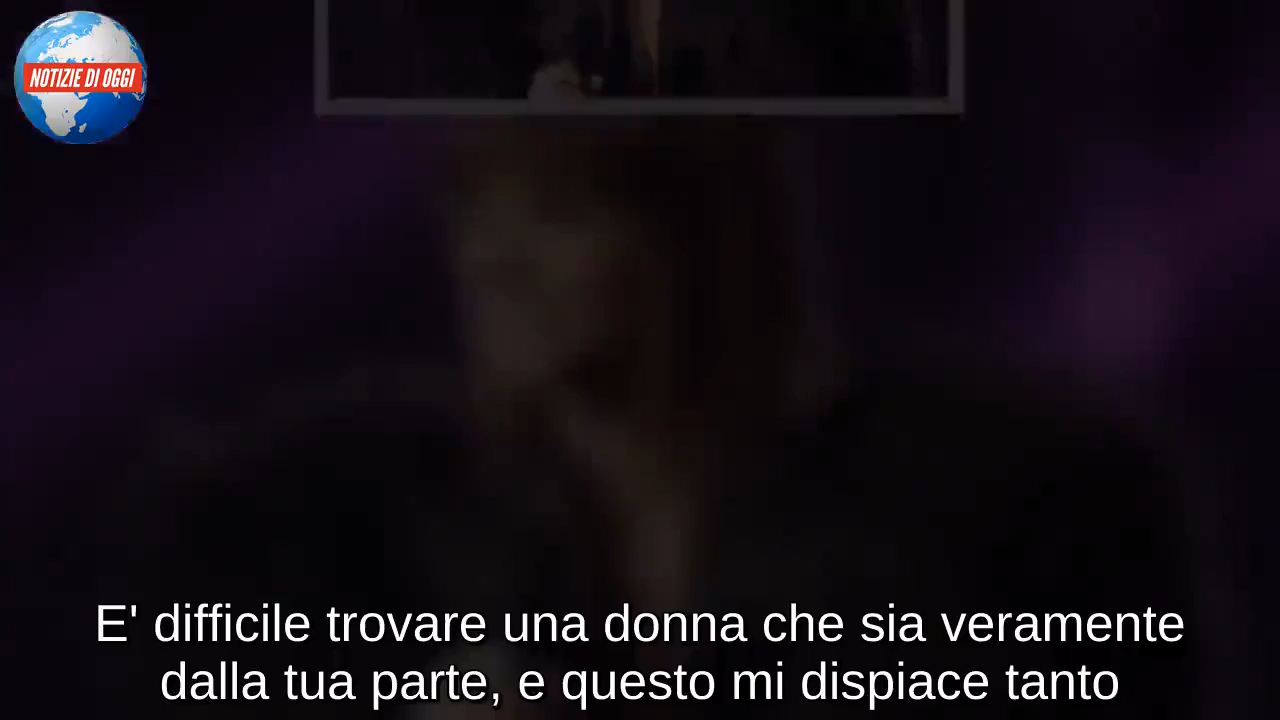 NOTIZIE DI OGGI
E' difficile trovare una donna che sia veramente
dalla tua parte, e questo mi dispiace tanto